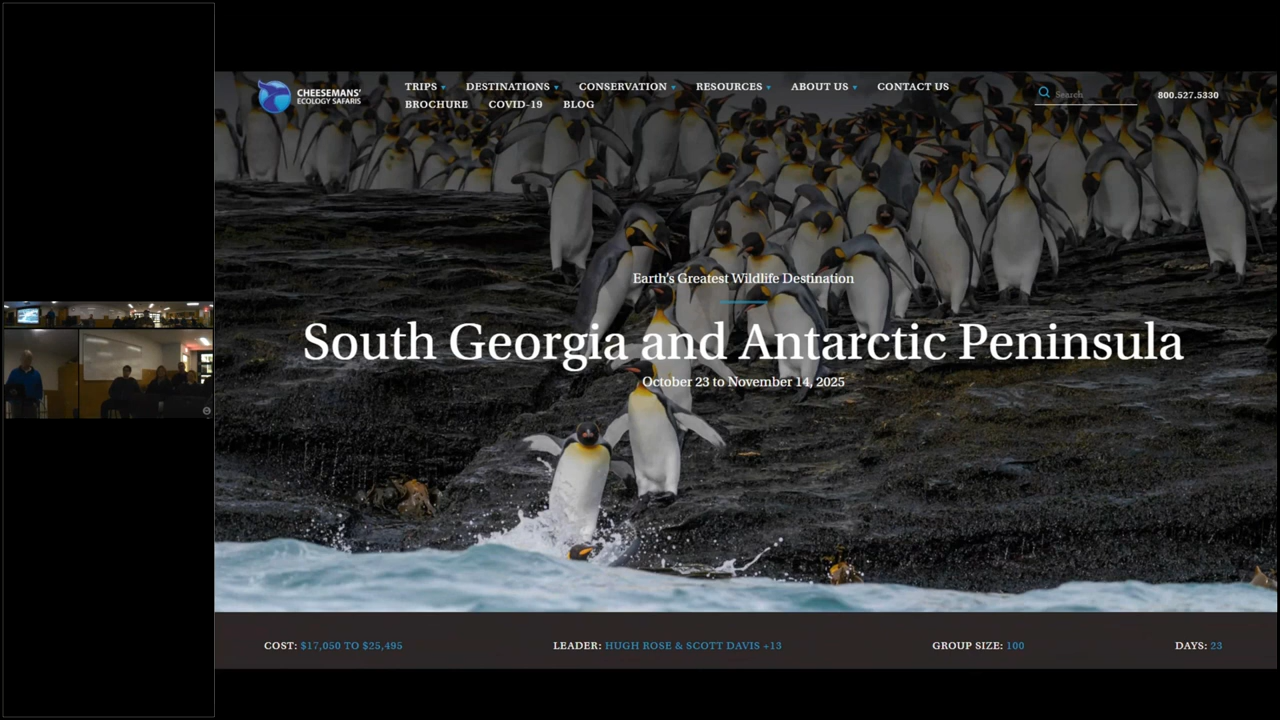 CHEESEMANS'
ECOLOGY SAFARIS
TRIPS DESTINATIONS CONSERVATION RESOURCES ABOUT US CONTACT US
BROCHURE COVID-19 BLOG
Search
800.527.5330
Earth's Greatest Wildlife Destination
South Georgia and Antarctic Peninsula
October 23 to November 14, 2025
COST: $17,050 TO $25,495 LEADER: HUGH ROSE & SCOTT DAVIS +13 GROUP SIZE: 100 DAYS: 23